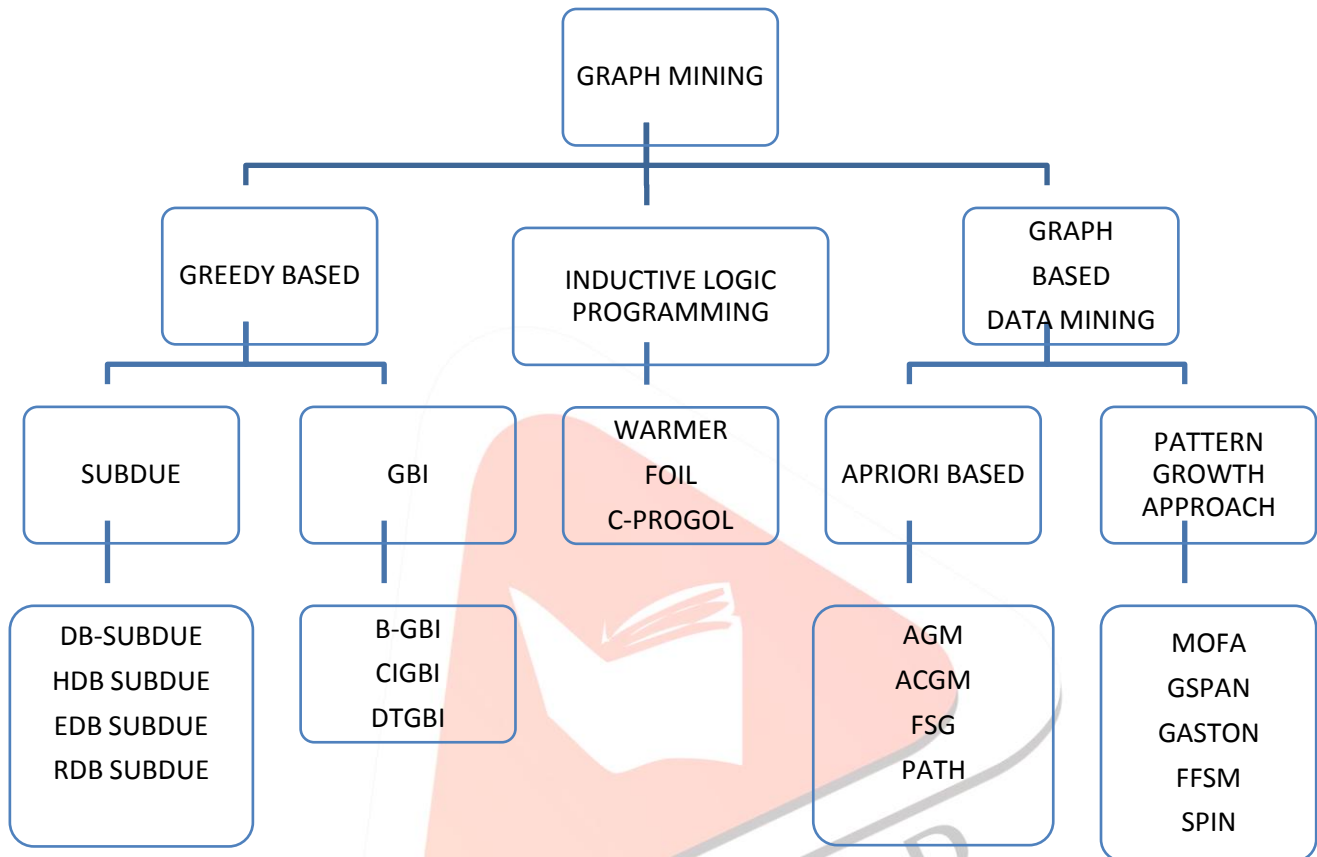 GRAPH MINING
GREEDY BASED
INDUCTIVE LOGIC
PROGRAMMING
GRAPH
BASED
DATA MINING
SUBDUE
GBI
WARMER
FOIL
C-PROGOL
APRIORI BASED
PATTERN
GROWTH
APPROACH
DB-SUBDUE
HDB SUBDUE
EDB SUBDUE
RDB SUBDUE
B-GBI
CIGBI
DTGBI
AGM
ACGM
FSG
PATH
MOFA
GSPAN
GASTON
FFSM
SPIN